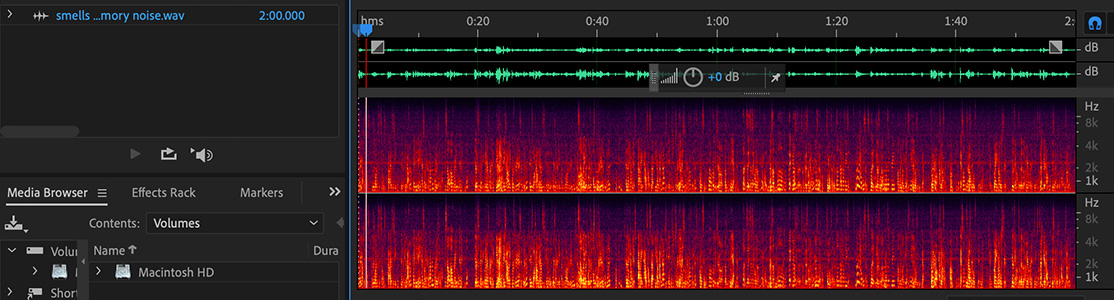 smells ...mory noise.wav 2:00.000
hms 0:20 0:40 1:00 1:20 1:40 2:
dB
dB
+0 dB
Hz
8k
4k
2k
1k
Hz
8k
4k
2k
1k
Media Browser Effects Rack Markers
Contents: Volumes
Volu Name Dura
Macintosh HD
Short